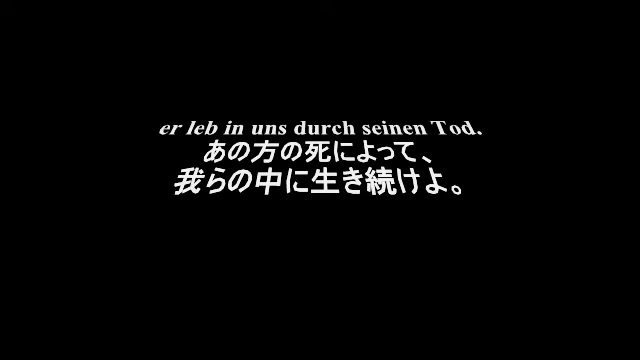 er leb in uns durch seinen Tod.
あの方の死によって、
我らの中に生き続けよ。